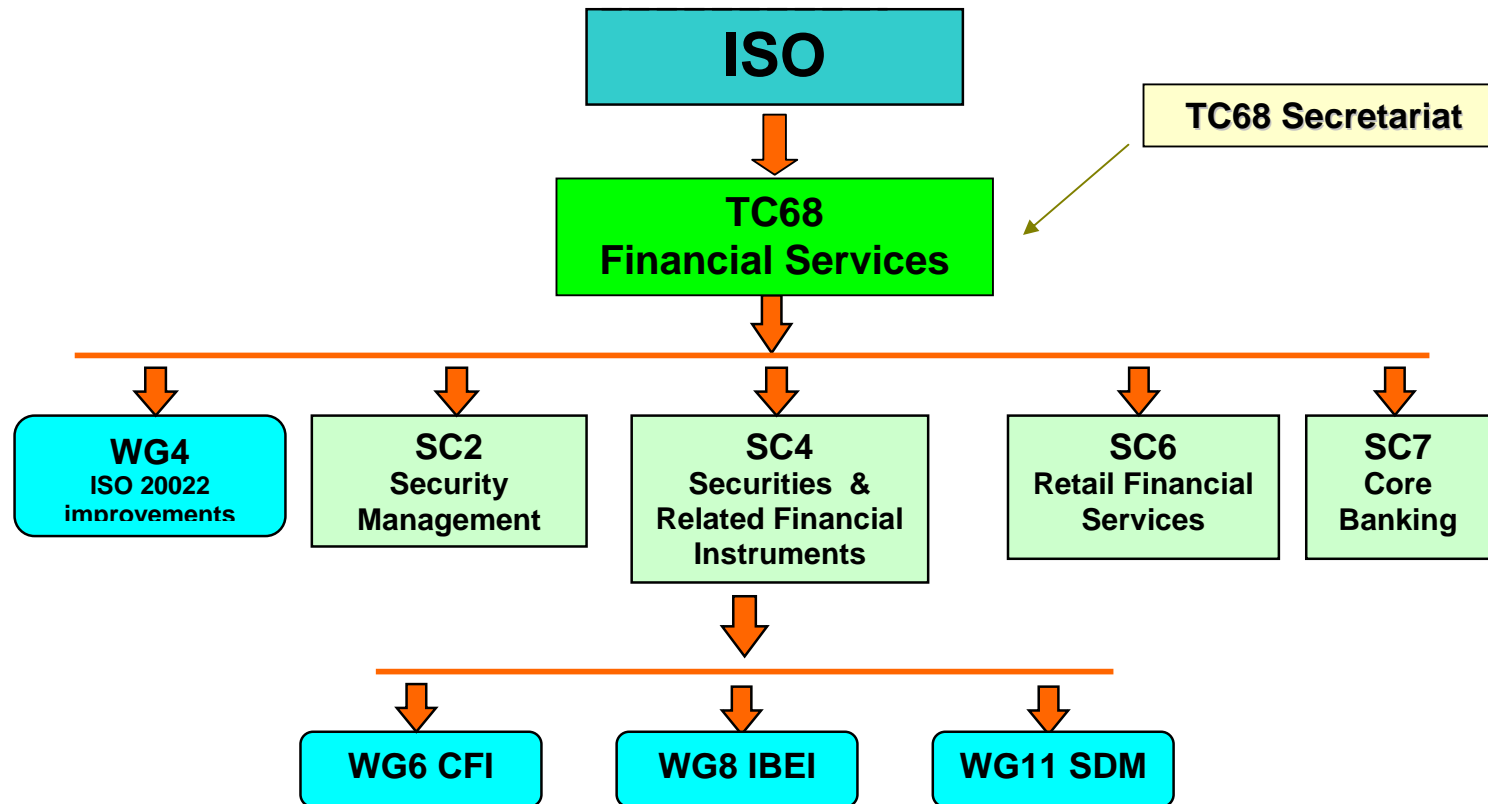 ISO
TC68 Secretariat
TC68
Financial Services
WG4
ISO 20022
improvements
SC2
Security
Management
SC4
Securities &
Related Financial
Instruments
SC6
Retail Financial
Services
SC7
Core
Banking
WG6 CFI
WG8 IBEI
WG11 SDM